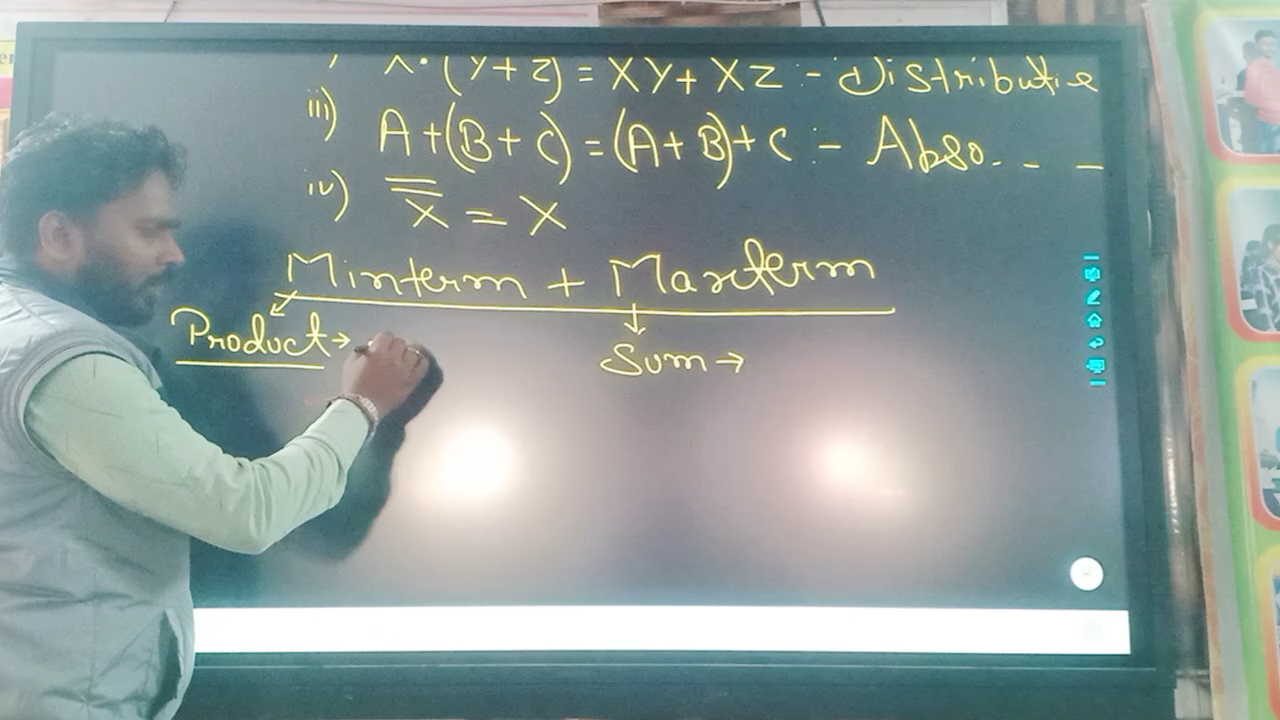 X·(Y+Z) = XY + XZ :- Distributive
iii) A+(B+C) = (A+B)+C :- Abso. - -
iv) X̿ = X
Minterm + Maxterm
Product→
Sum→